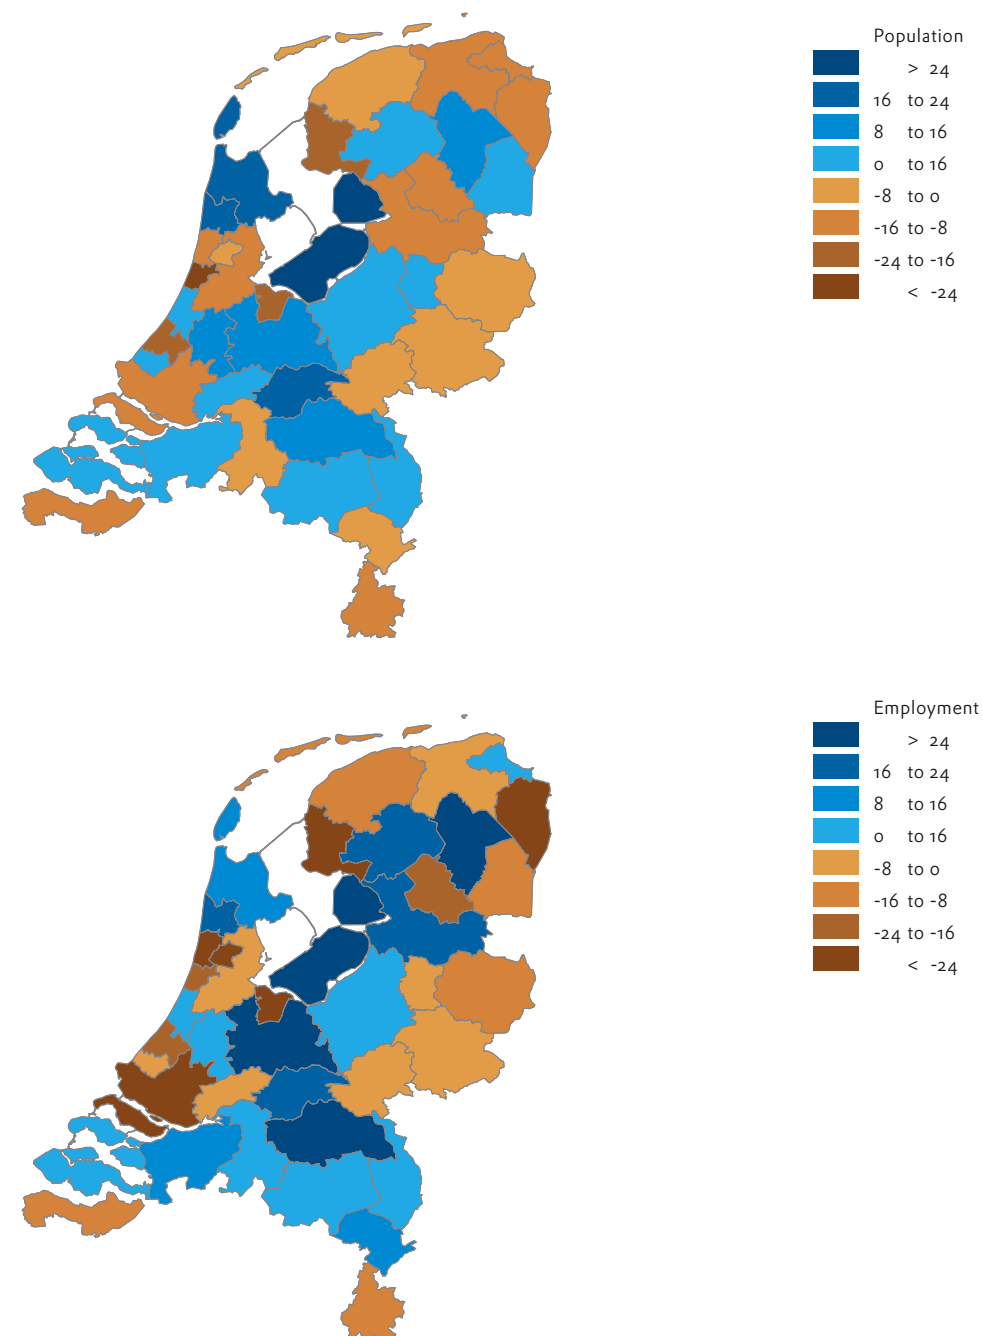 Population
> 24
16 to 24
8 to 16
0 to 16
-8 to 0
-16 to -8
-24 to -16
< -24
Employment
> 24
16 to 24
8 to 16
0 to 16
-8 to 0
-16 to -8
-24 to -16
< -24